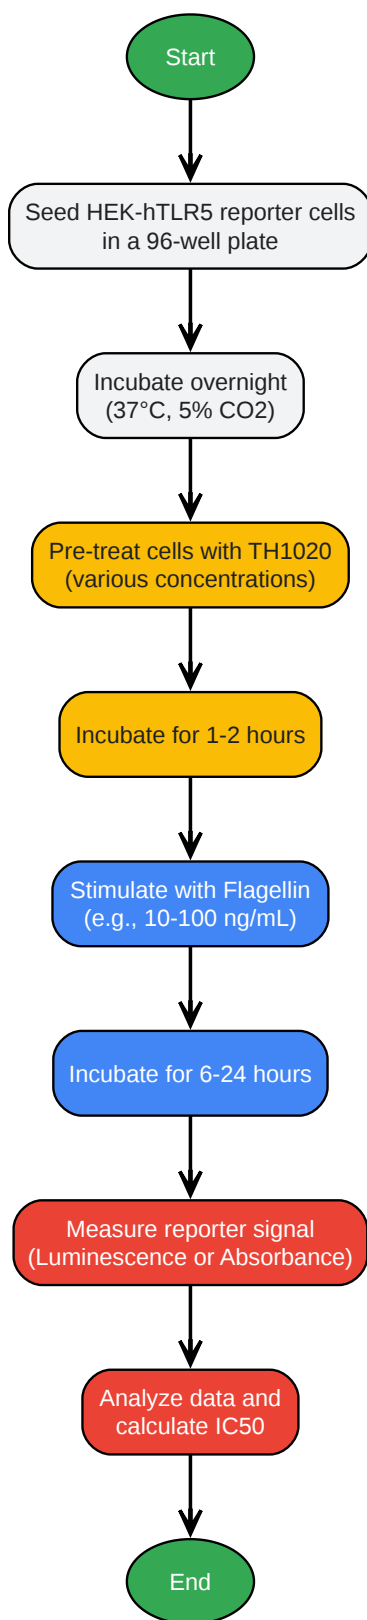 Start
Seed HEK-hTLR5 reporter cells
in a 96-well plate
Incubate overnight
(37°C, 5% CO2)
Pre-treat cells with TH1020
(various concentrations)
Incubate for 1-2 hours
Stimulate with Flagellin
(e.g., 10-100 ng/mL)
Incubate for 6-24 hours
Measure reporter signal
(Luminescence or Absorbance)
Analyze data and
calculate IC50
End